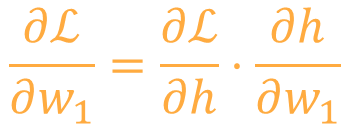 ∂ℒ/∂w₁ = ∂ℒ/∂h · ∂h/∂w₁